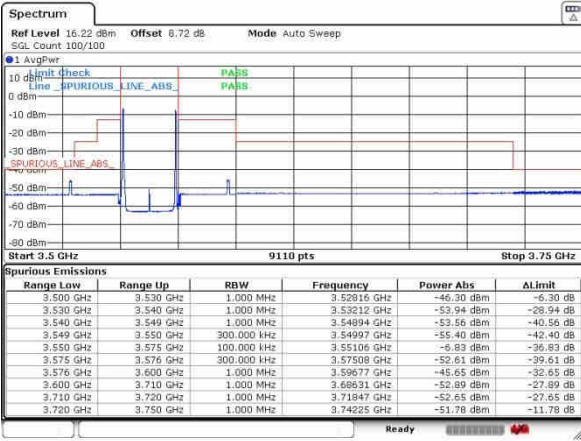 Spectrum
Ref Level 16.22 dBm Offset 8.72 dB Mode Auto Sweep
SGL Count 100/100
1 AvgPwr
Limit Check PASS
10 dBm
Line _SPURIOUS_LINE_ABS_ PASS
0 dBm
-10 dBm
-20 dBm
-30 dBm
_SPURIOUS_LINE_ABS_
-50 dBm
-60 dBm
-70 dBm
-80 dBm
Start 3.5 GHz 9110 pts Stop 3.75 GHz
Spurious Emissions
Range Low Range Up RBW Frequency Power Abs ΔLimit
3.500 GHz 3.530 GHz 1.000 MHz 3.52816 GHz -46.30 dBm -6.30 dB
3.530 GHz 3.540 GHz 1.000 MHz 3.53212 GHz -53.94 dBm -28.94 dB
3.540 GHz 3.549 GHz 1.000 MHz 3.54894 GHz -53.56 dBm -40.56 dB
3.549 GHz 3.550 GHz 300.000 kHz 3.54997 GHz -55.40 dBm -42.40 dB
3.550 GHz 3.575 GHz 100.000 kHz 3.55106 GHz -6.83 dBm -36.83 dB
3.575 GHz 3.576 GHz 300.000 kHz 3.57508 GHz -52.61 dBm -39.61 dB
3.576 GHz 3.600 GHz 1.000 MHz 3.59677 GHz -45.65 dBm -32.65 dB
3.600 GHz 3.710 GHz 1.000 MHz 3.68631 GHz -52.89 dBm -27.89 dB
3.710 GHz 3.720 GHz 1.000 MHz 3.71847 GHz -52.65 dBm -27.65 dB
3.720 GHz 3.750 GHz 1.000 MHz 3.74225 GHz -51.78 dBm -11.78 dB
Ready